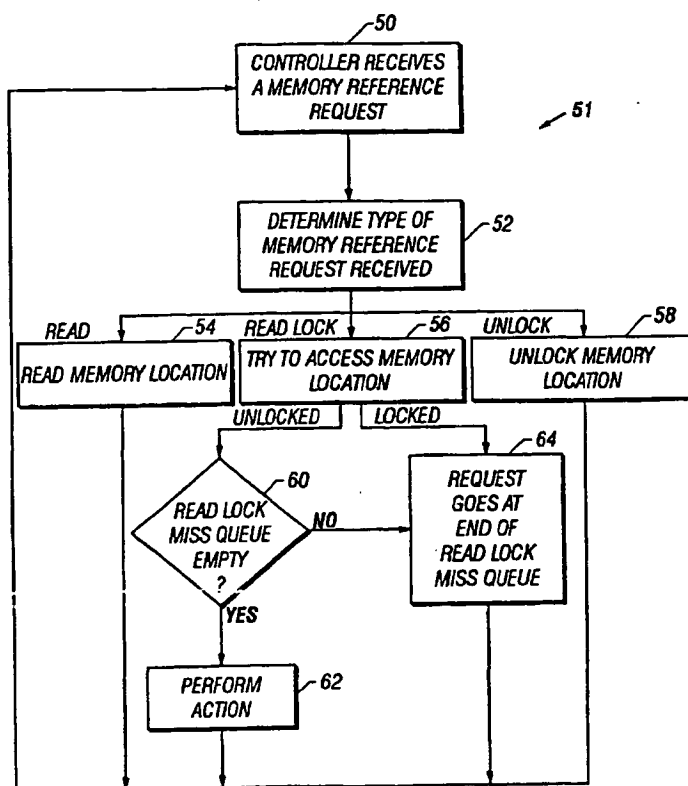 50
CONTROLLER RECEIVES
A MEMORY REFERENCE
REQUEST
51
52
DETERMINE TYPE OF
MEMORY REFERENCE
REQUEST RECEIVED
READ
54
READ LOCK
56
UNLOCK
58
READ MEMORY LOCATION
TRY TO ACCESS MEMORY
LOCATION
UNLOCK MEMORY
LOCATION
UNLOCKED
LOCKED
60
64
READ LOCK
MISS QUEUE
EMPTY
?
NO
REQUEST
GOES AT
END OF
READ LOCK
MISS QUEUE
YES
62
PERFORM
ACTION